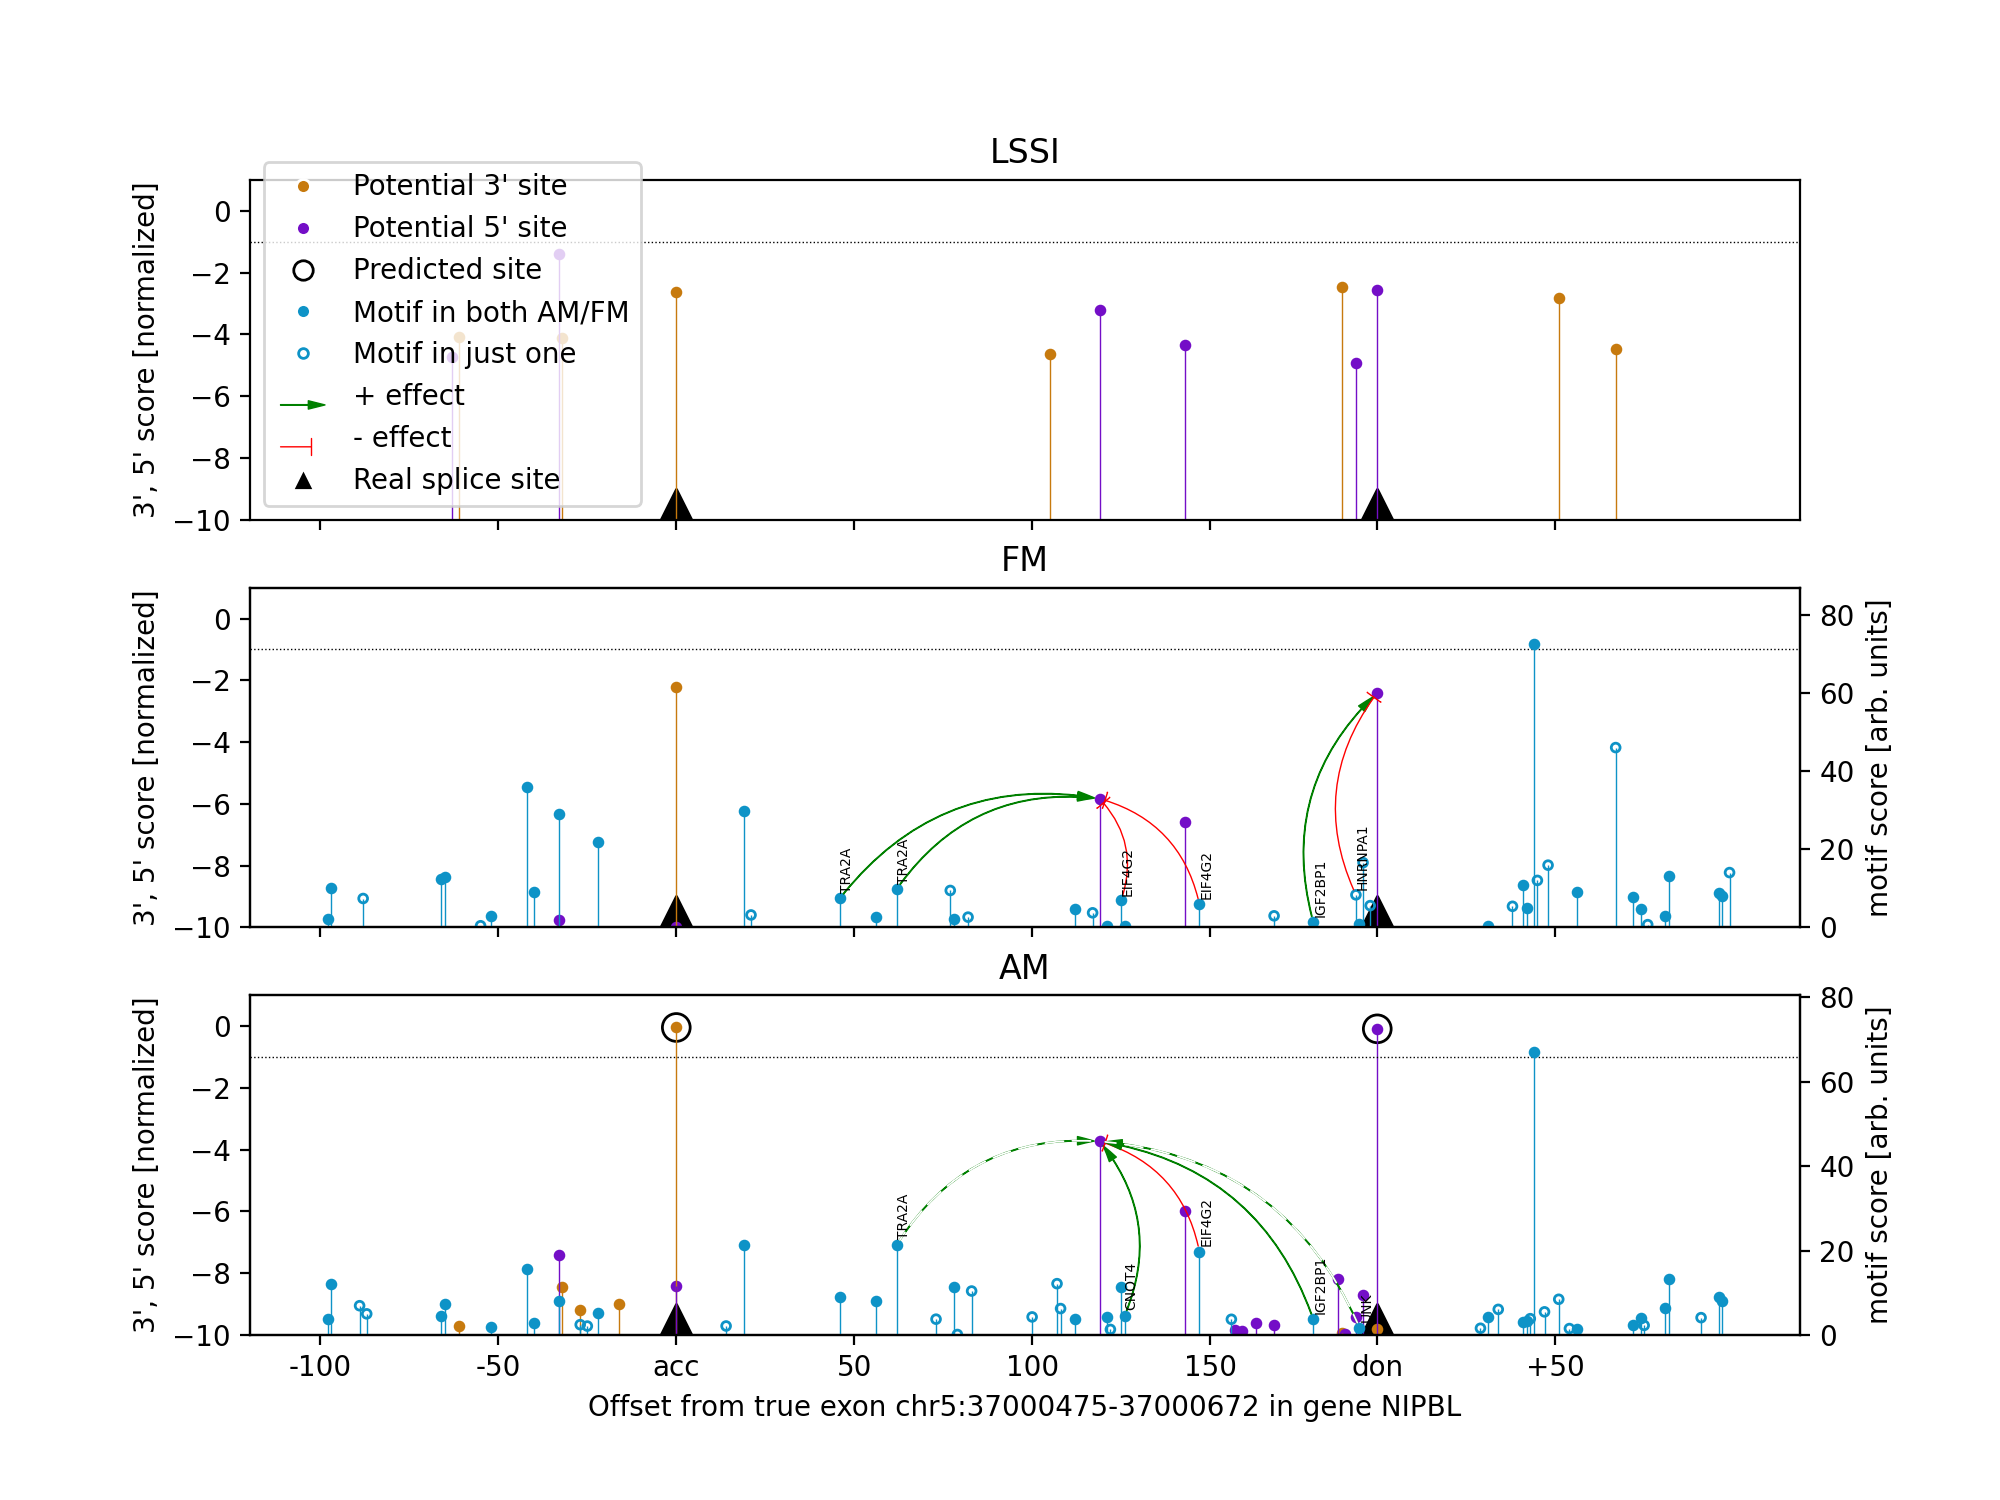 LSSI
Potential 3' site
Potential 5' site
Predicted site
Motif in both AM/FM
Motif in just one
+ effect
- effect
Real splice site
3', 5' score [normalized]
0
−2
−4
−6
−8
−10
FM
3', 5' score [normalized]
0
−2
−4
−6
−8
−10
TRA2A
TRA2A
EIF4G2
EIF4G2
IGF2BP1
HNRNPA1
80
60
40
20
0
motif score [arb. units]
AM
3', 5' score [normalized]
0
−2
−4
−6
−8
−10
TRA2A
CNOT4
EIF4G2
IGF2BP1
80
60
40
20
0
motif score [arb. units]
-100 -50 acc 50 100 150 don +50
Offset from true exon chr5:37000475-37000672 in gene NIPBL